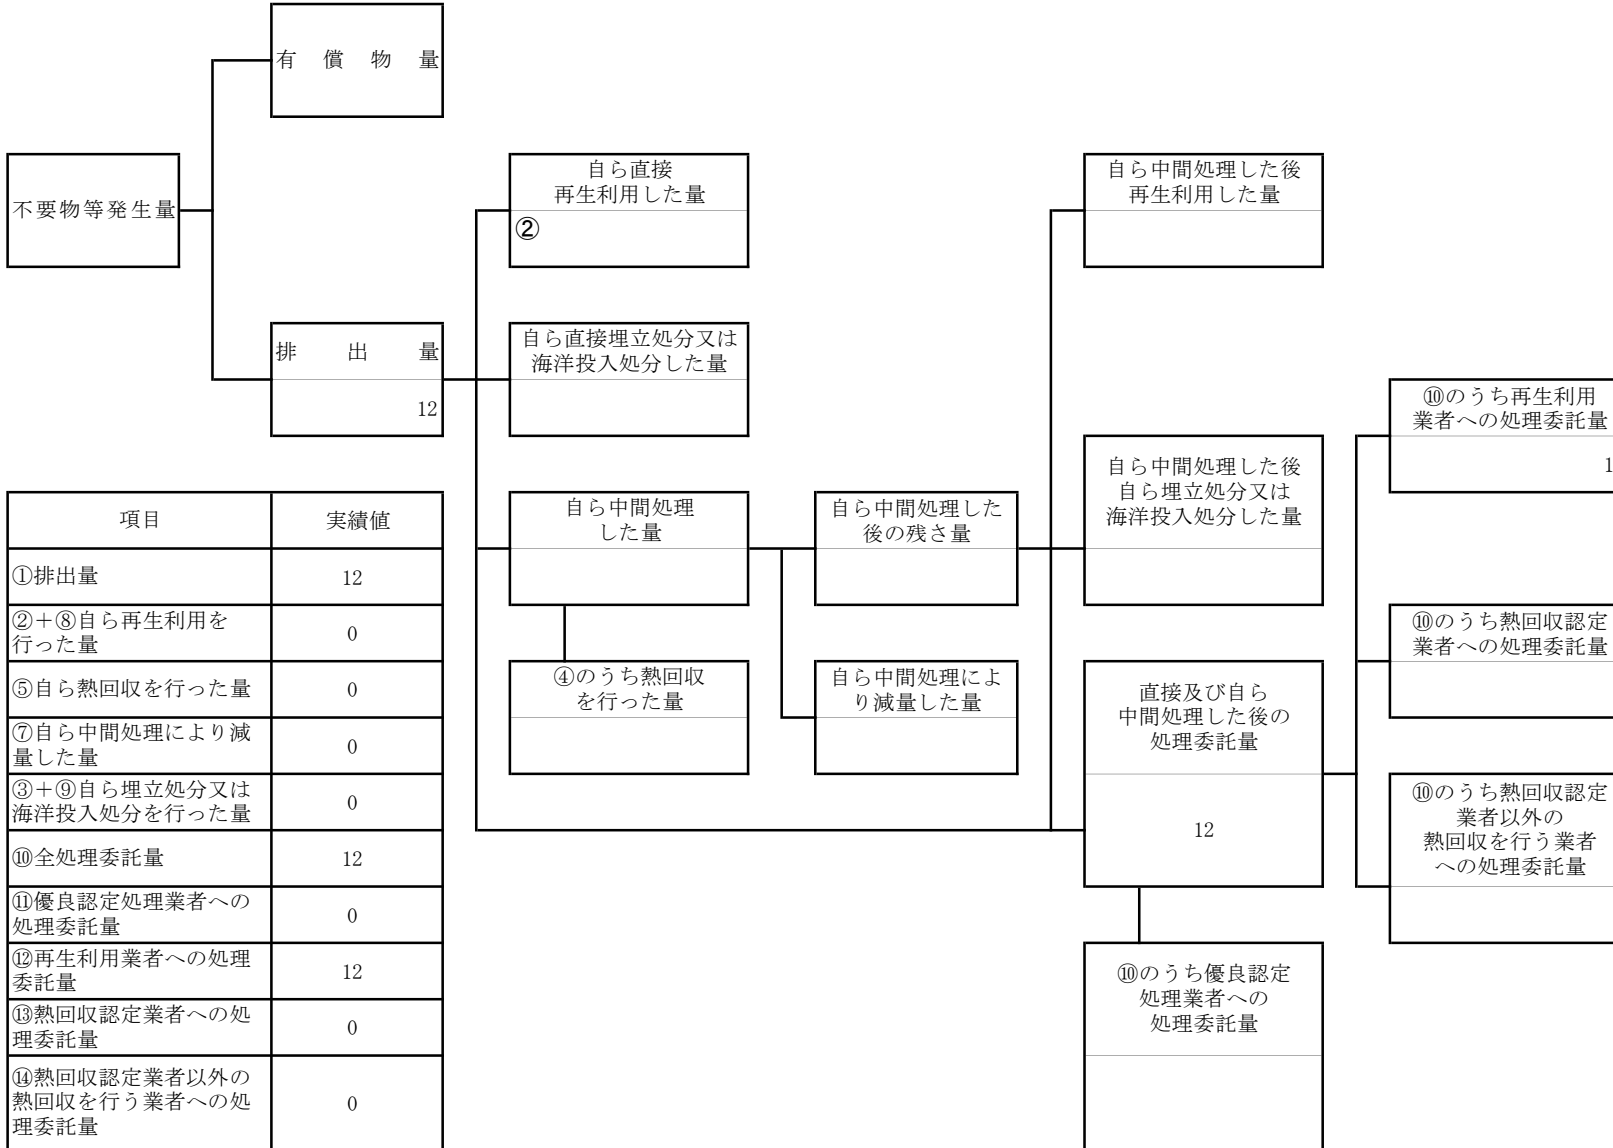 有償物量
不要物等発生量
自ら直接
再生利用した量
②
自ら中間処理した後
再生利用した量
排出量
12
自ら直接埋立処分又は
海洋投入処分した量
⑩のうち再生利用
業者への処理委託量
1
自ら中間処理
した量
自ら中間処理した
後の残さ量
自ら中間処理した後
自ら埋立処分又は
海洋投入処分した量
④のうち熱回収
を行った量
自ら中間処理によ
り減量した量
直接及び自ら
中間処理した後の
処理委託量
12
⑩のうち熱回収認定
業者への処理委託量
⑩のうち熱回収認定
業者以外の
熱回収を行う業者
への処理委託量
⑩のうち優良認定
処理業者への
処理委託量
項目 実績値
①排出量 12
②+⑧自ら再生利用を
行った量 0
⑤自ら熱回収を行った量 0
⑦自ら中間処理により減
量した量 0
③+⑨自ら埋立処分又は
海洋投入処分を行った量 0
⑩全処理委託量 12
⑪優良認定処理業者への
処理委託量 0
⑫再生利用業者への処理
委託量 12
⑬熱回収認定業者への処
理委託量 0
⑭熱回収認定業者以外の
熱回収を行う業者への処
理委託量 0